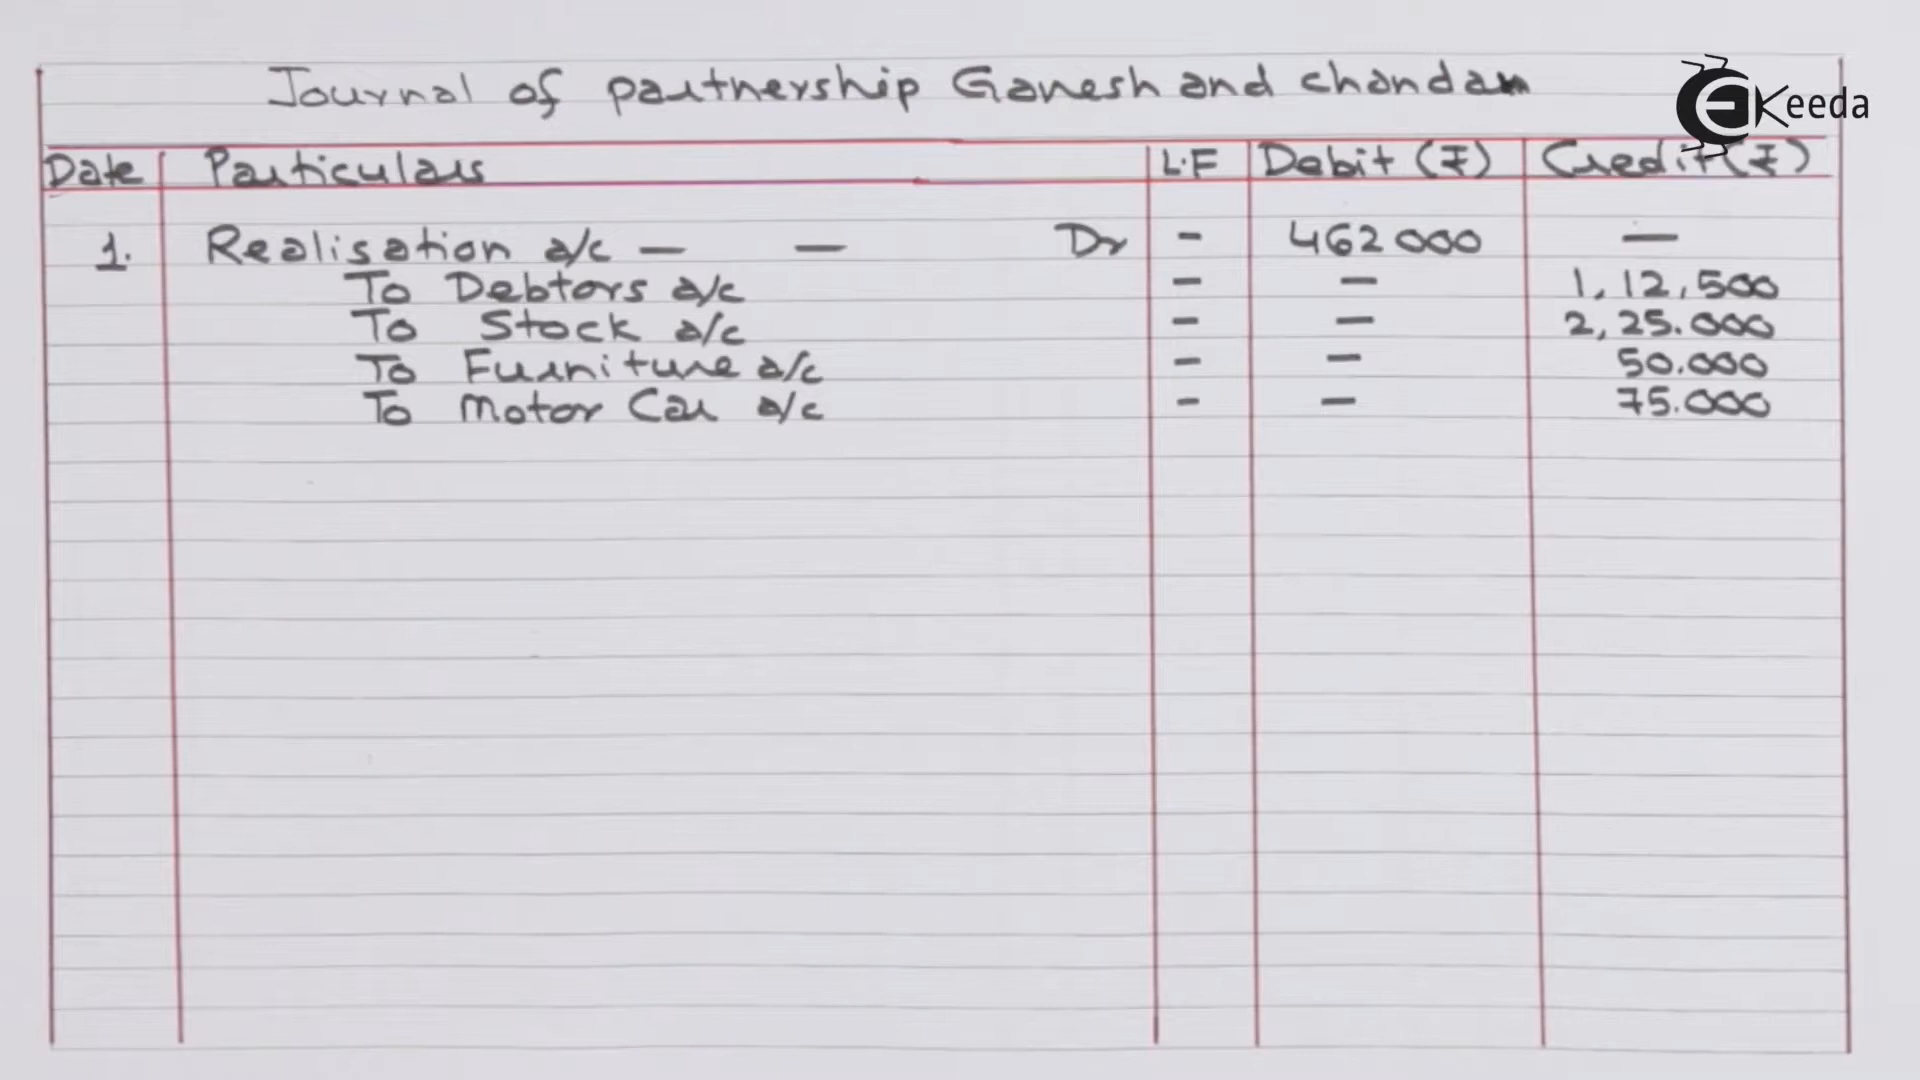 Journal of partnership Ganesh and chandan
EKeeda
Date Particulars L.F Debit (₹) Credit (₹)
1. Realisation a/c — — Dr - 462000 —
To Debtors a/c - — 1,12,500
To Stock a/c - — 2,25.000
To Furniture a/c - — 50.000
To Motor Car a/c - — 75.000